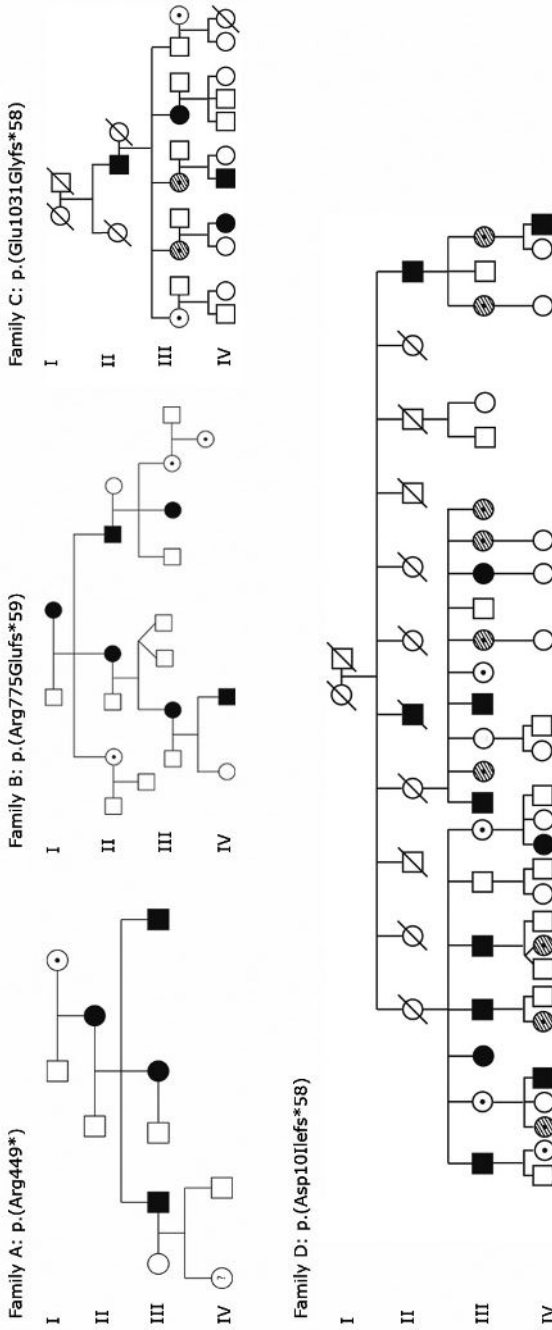 Family A: p.(Arg449*)
I
II
III
IV
?
Family B: p.(Arg775Glufs*59)
I
II
III
IV
Family C: p.(Glu1031Glyfs*58)
I
II
III
IV
Family D: p.(Asp10Ilefs*58)
I
II
III
IV